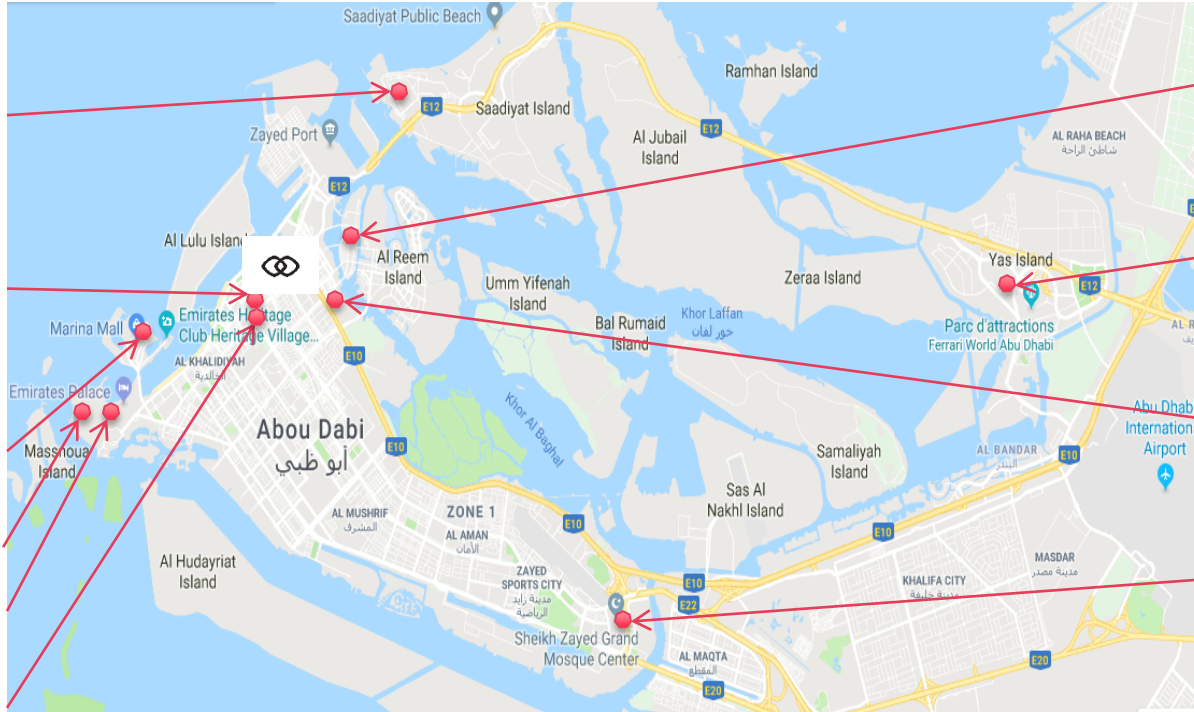 Saadiyat Public Beach
Ramhan Island
E12
Saadiyat Island
E12
Zayed Port
Al Jubail
Island
AL RAHA BEACH
شاطئ الراحة
E12
Al Lulu Island
Al Reem
Island
Yas Island
Umm Yifenah
Island
Zeraa Island
E12
Emirates Heritage
Club Heritage Village...
Marina Mall
Khor Laffan
خور لفان
Bal Rumaid
Island
Parc d'attractions
Ferrari World Abu Dhabi
AL R
E10
AL KHALIDIYAH
الخالدية
Emirates Palace
Khor Al Baghal
Abu Dhab
Internationa
Airport
Abou Dabi
أبو ظبي
E10
Masnoua
Island
Samaliyah
Island
AL BANDAR
البندر
E10
Sas Al
Nakhl Island
AL MUSHRIF
المشرف
ZONE 1
AL AMAN
الأمان
E10
E10
Al Hudayriat
Island
ZAYED
SPORTS CITY
مدينة زايد
الرياضية
E10
E22
KHALIFA CITY
مدينة خليفة
MASDAR
مدينة مصدر
Sheikh Zayed Grand
Mosque Center
AL MAQTA
المقطع
E20
E20